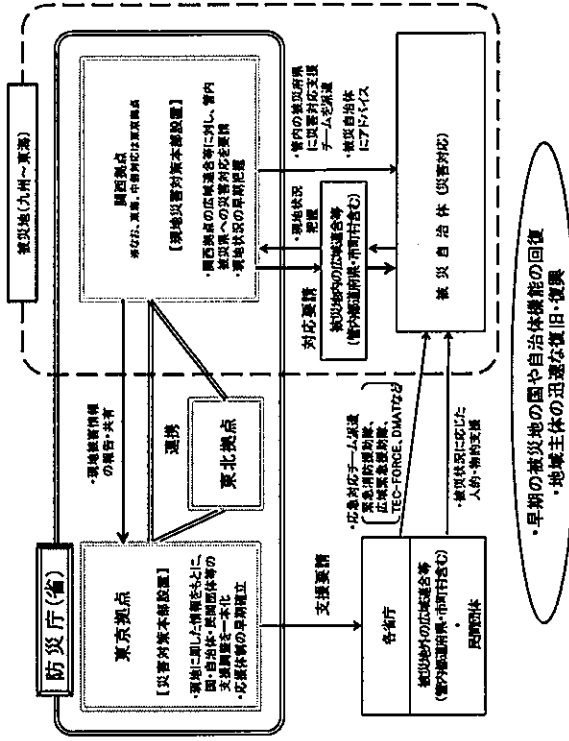 防災庁(省)
被災地(九州～東海)
東京拠点
【災害対策本部設置】
・現地に即した情報をもとに、
国・自治体・民間団体等の
支援調整を一本化
・応援体制の早期確立
・現地被害情報
の報告・共有
連携
東北拠点
関西拠点
※なお、東海、中部対応は東京拠点
【現地災害対策本部設置】
・関西拠点の広域連合等に対し、管内
被災県への災害対応を要請
・現地状況の早期把握
支援要請
対応要請
・現地状況
把握
・管内の被災府県
に災害対応支援
チームを派遣
・被災自治体
にアドバイス
被災地内の広域連合等
(管内都道府県・市町村含む)
各省庁
被災地外の広域連合等
(管内都道府県・市町村含む)
・
民間団体
・応急対応チーム派遣
緊急消防援助隊、
広域緊急援助隊、
TEC-FORCE、DMATなど
・被災状況に応じた
人的・物的支援
被災自治体(災害対応)
・早期の被災地の国や自治体機能の回復
・地域主体の迅速な復旧・復興